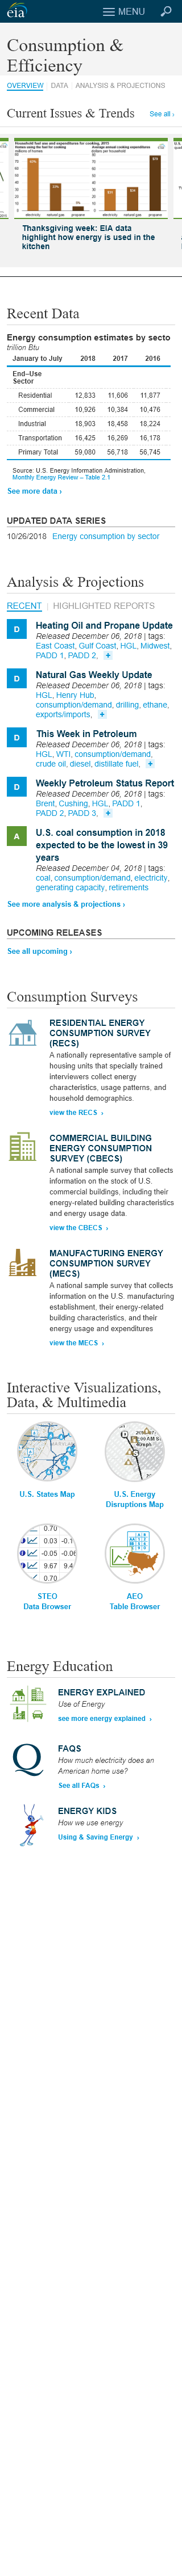 eia
MENU
Consumption &
Efficiency
OVERVIEW DATA ANALYSIS & PROJECTIONS
Current Issues & Trends
See all ›
Household fuel use and expenditures for cooking, 2015
Homes using the fuel for cooking
millions of homes
Average annual cooking expenditures
dollars per household
electricity natural gas propane
electricity natural gas propane
Thanksgiving week: EIA data
highlight how energy is used in the
kitchen
Recent Data
Energy consumption estimates by secto
trillion Btu
January to July 2018 2017 2016
End–Use
Sector
Residential 12,833 11,606 11,877
Commercial 10,926 10,384 10,476
Industrial 18,903 18,458 18,224
Transportation 16,425 16,269 16,178
Primary Total 59,080 56,718 56,745
Source: U.S. Energy Information Administration,
Monthly Energy Review – Table 2.1
See more data ›
UPDATED DATA SERIES
10/26/2018 Energy consumption by sector
Analysis & Projections
RECENT | HIGHLIGHTED REPORTS
D
Heating Oil and Propane Update
Released December 06, 2018 | tags:
East Coast, Gulf Coast, HGL, Midwest,
PADD 1, PADD 2, +
D
Natural Gas Weekly Update
Released December 06, 2018 | tags:
HGL, Henry Hub,
consumption/demand, drilling, ethane,
exports/imports, +
D
This Week in Petroleum
Released December 06, 2018 | tags:
HGL, WTI, consumption/demand,
crude oil, diesel, distillate fuel, +
D
Weekly Petroleum Status Report
Released December 06, 2018 | tags:
Brent, Cushing, HGL, PADD 1,
PADD 2, PADD 3, +
A
U.S. coal consumption in 2018
expected to be the lowest in 39
years
Released December 04, 2018 | tags:
coal, consumption/demand, electricity,
generating capacity, retirements
See more analysis & projections ›
UPCOMING RELEASES
See all upcoming ›
Consumption Surveys
RESIDENTIAL ENERGY
CONSUMPTION SURVEY
(RECS)
A nationally representative sample of
housing units that specially trained
interviewers collect energy
characteristics, usage patterns, and
household demographics.
view the RECS ›
COMMERCIAL BUILDING
ENERGY CONSUMPTION
SURVEY (CBECS)
A national sample survey that collects
information on the stock of U.S.
commercial buildings, including their
energy-related building characteristics
and energy usage data.
view the CBECS ›
MANUFACTURING ENERGY
CONSUMPTION SURVEY
(MECS)
A national sample survey that collects
information on the U.S. manufacturing
establishment, their energy-related
building characteristics, and their
energy consumption and expenditures
view the MECS ›
Interactive Visualizations,
Data, & Multimedia
U.S. States Map
U.S. Energy
Disruptions Map
0.70
0.03 -0.1
-0.05 -0.06
9.67 9.4
0.70
STEO
Data Browser
AEO
Table Browser
Energy Education
ENERGY EXPLAINED
Use of Energy
see more energy explained ›
Q
FAQS
How much electricity does an
American home use?
See all FAQs ›
ENERGY KIDS
How we use energy
Using & Saving Energy ›